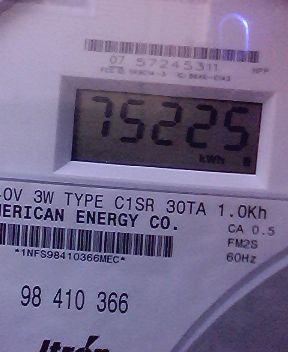 07 57245311
75225
kWh
0V 3W TYPE C1SR 30TA 1.0Kh
MERICAN ENERGY CO. CA 0.5
FM2S
*1NFS98410366MEC* 60Hz
98 410 366
Itron